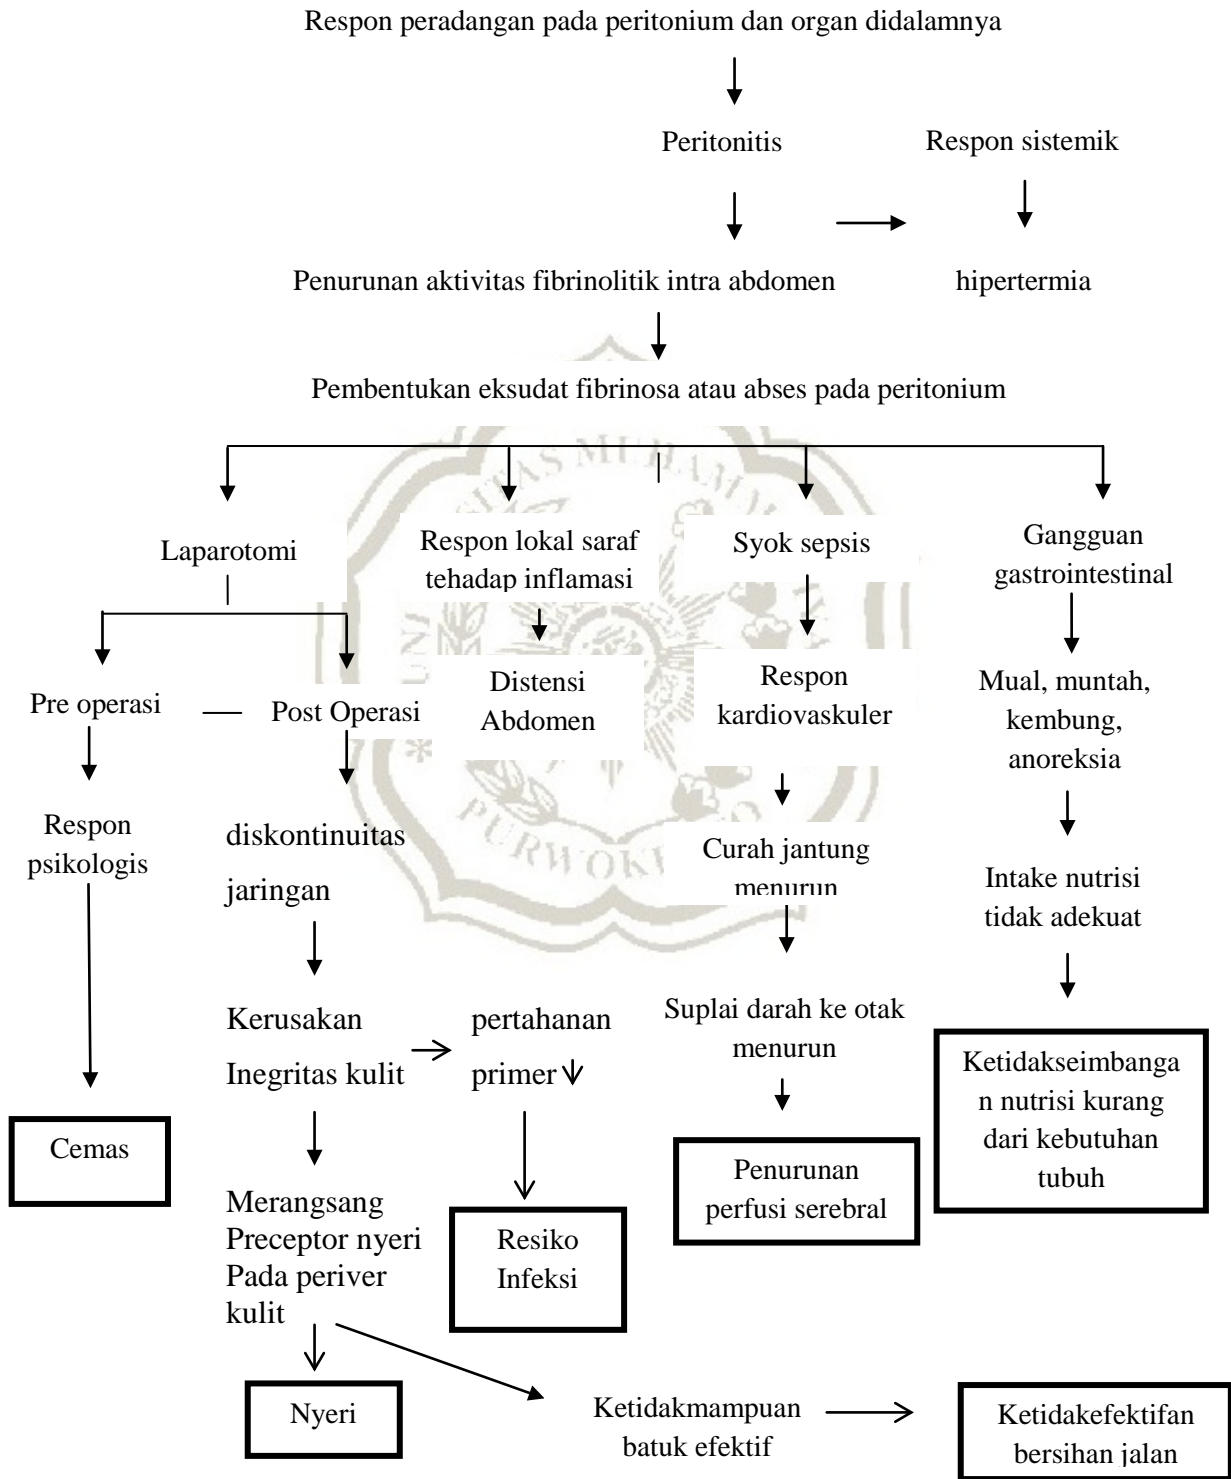 Respon peradangan pada peritonium dan organ didalamnya
Peritonitis
Respon sistemik
Penurunan aktivitas fibrinolitik intra abdomen
hipertermia
Pembentukan eksudat fibrinosa atau abses pada peritonium
Laparotomi
Respon lokal saraf
tehadap inflamasi
Syok sepsis
Gangguan
gastrointestinal
Pre operasi
Post Operasi
Distensi
Abdomen
Respon
kardiovaskuler
Mual, muntah,
kembung,
anoreksia
Respon
psikologis
diskontinuitas
jaringan
Curah jantung
menurun
Intake nutrisi
tidak adekuat
Kerusakan
Inegritas kulit
pertahanan
primer
Suplai darah ke otak
menurun
Ketidakseimbanga
n nutrisi kurang
dari kebutuhan
tubuh
Cemas
Merangsang
Preceptor nyeri
Pada periver
kulit
Resiko
Infeksi
Penurunan
perfusi serebral
Nyeri
Ketidakmampuan
batuk efektif
Ketidakefektifan
bersihan jalan